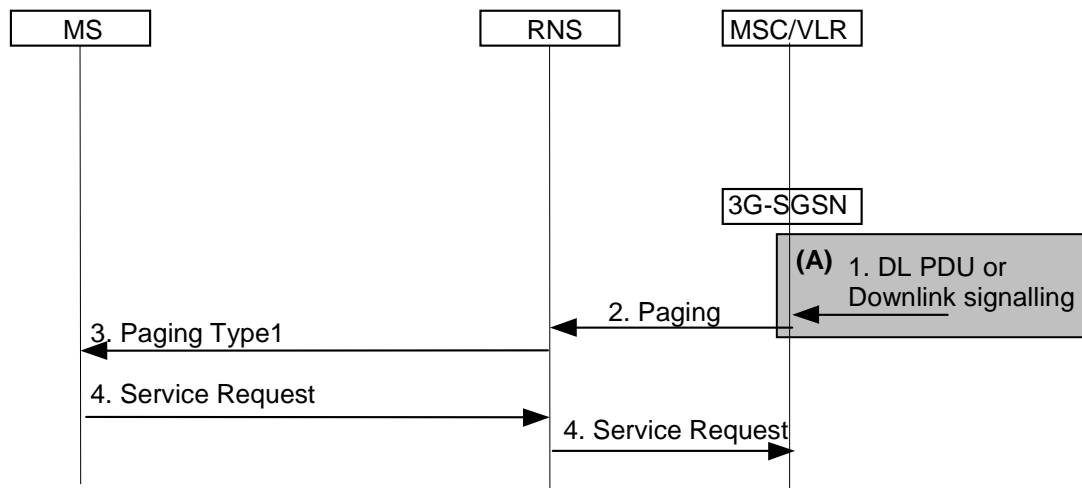 MS
RNS
MSC/VLR
3G-SGSN
(A)
1. DL PDU or
Downlink signalling
2. Paging
3. Paging Type1
4. Service Request
4. Service Request